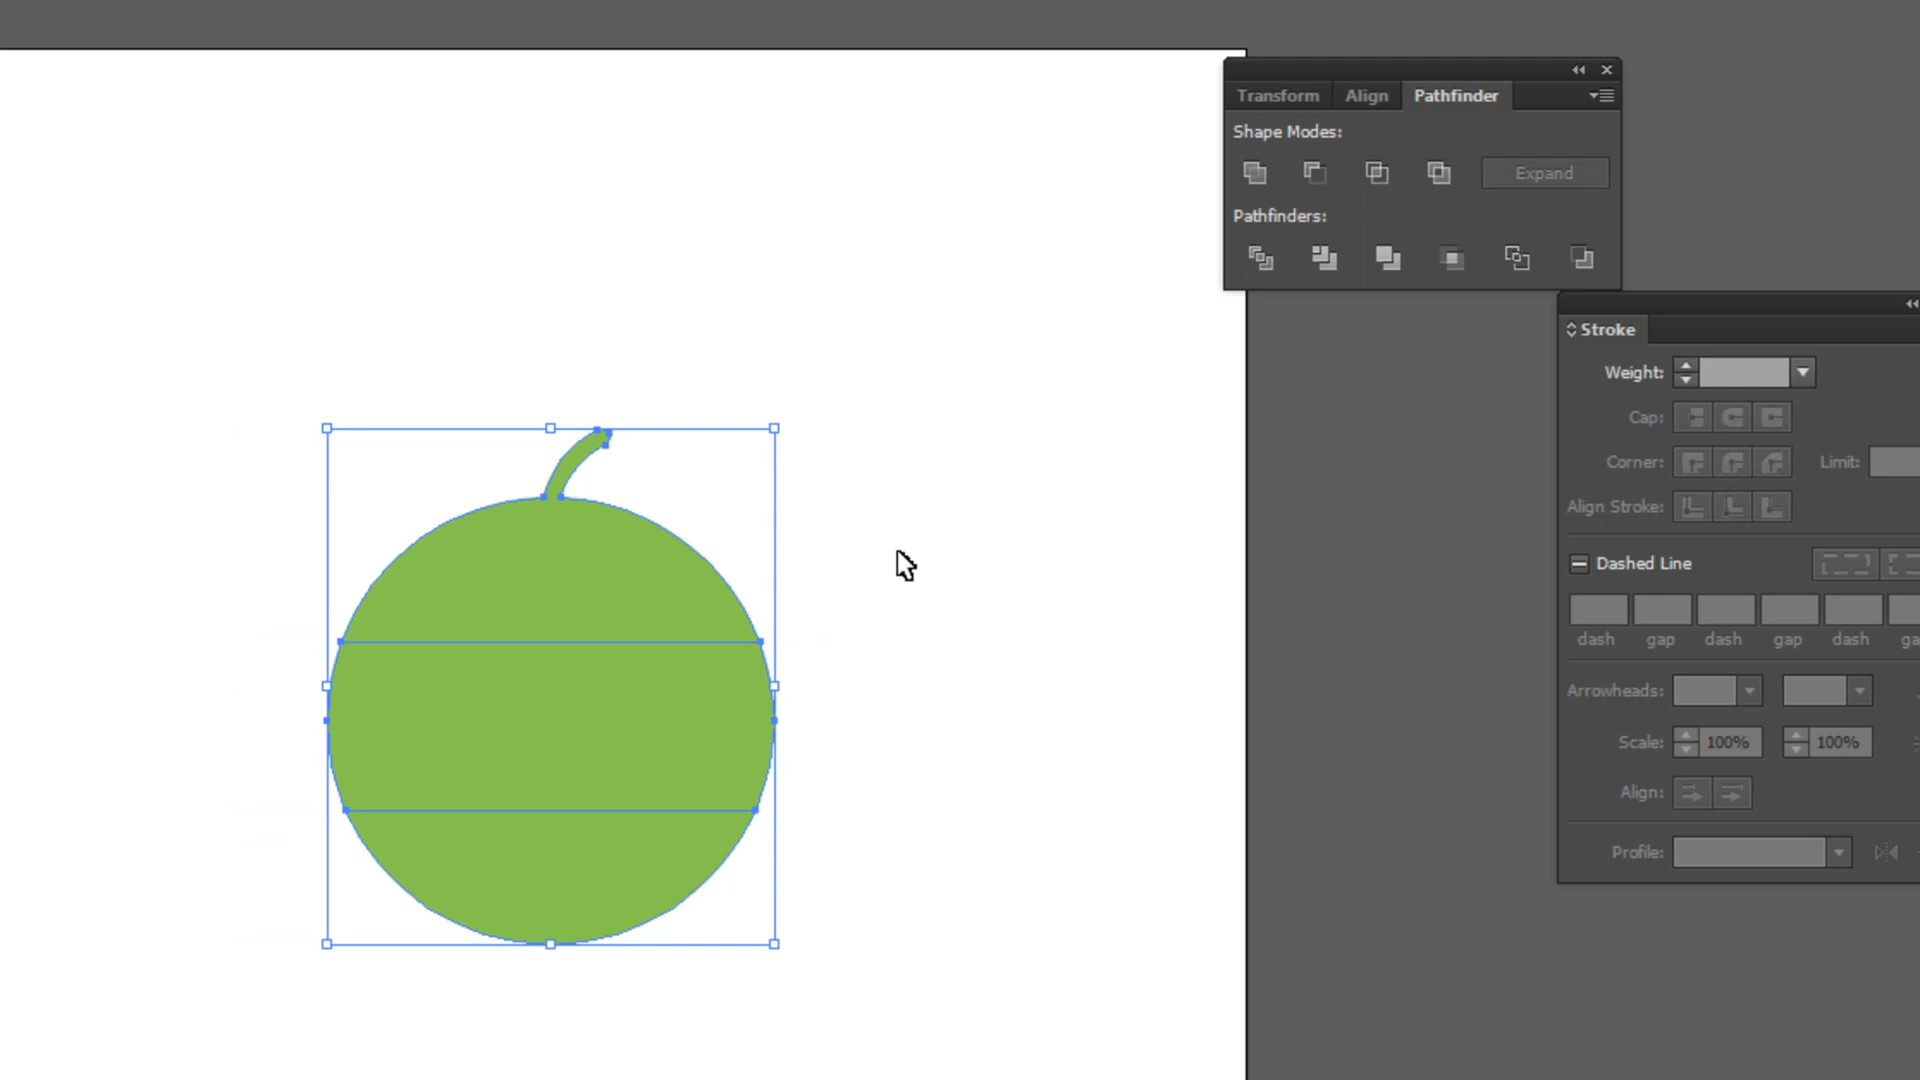 Transform Align Pathfinder
Shape Modes:
Expand
Pathfinders:
Stroke
Weight:
Cap:
Corner: Limit:
Align Stroke:
Dashed Line
dash gap dash gap dash ga
Arrowheads:
Scale: 100% 100%
Align:
Profile: